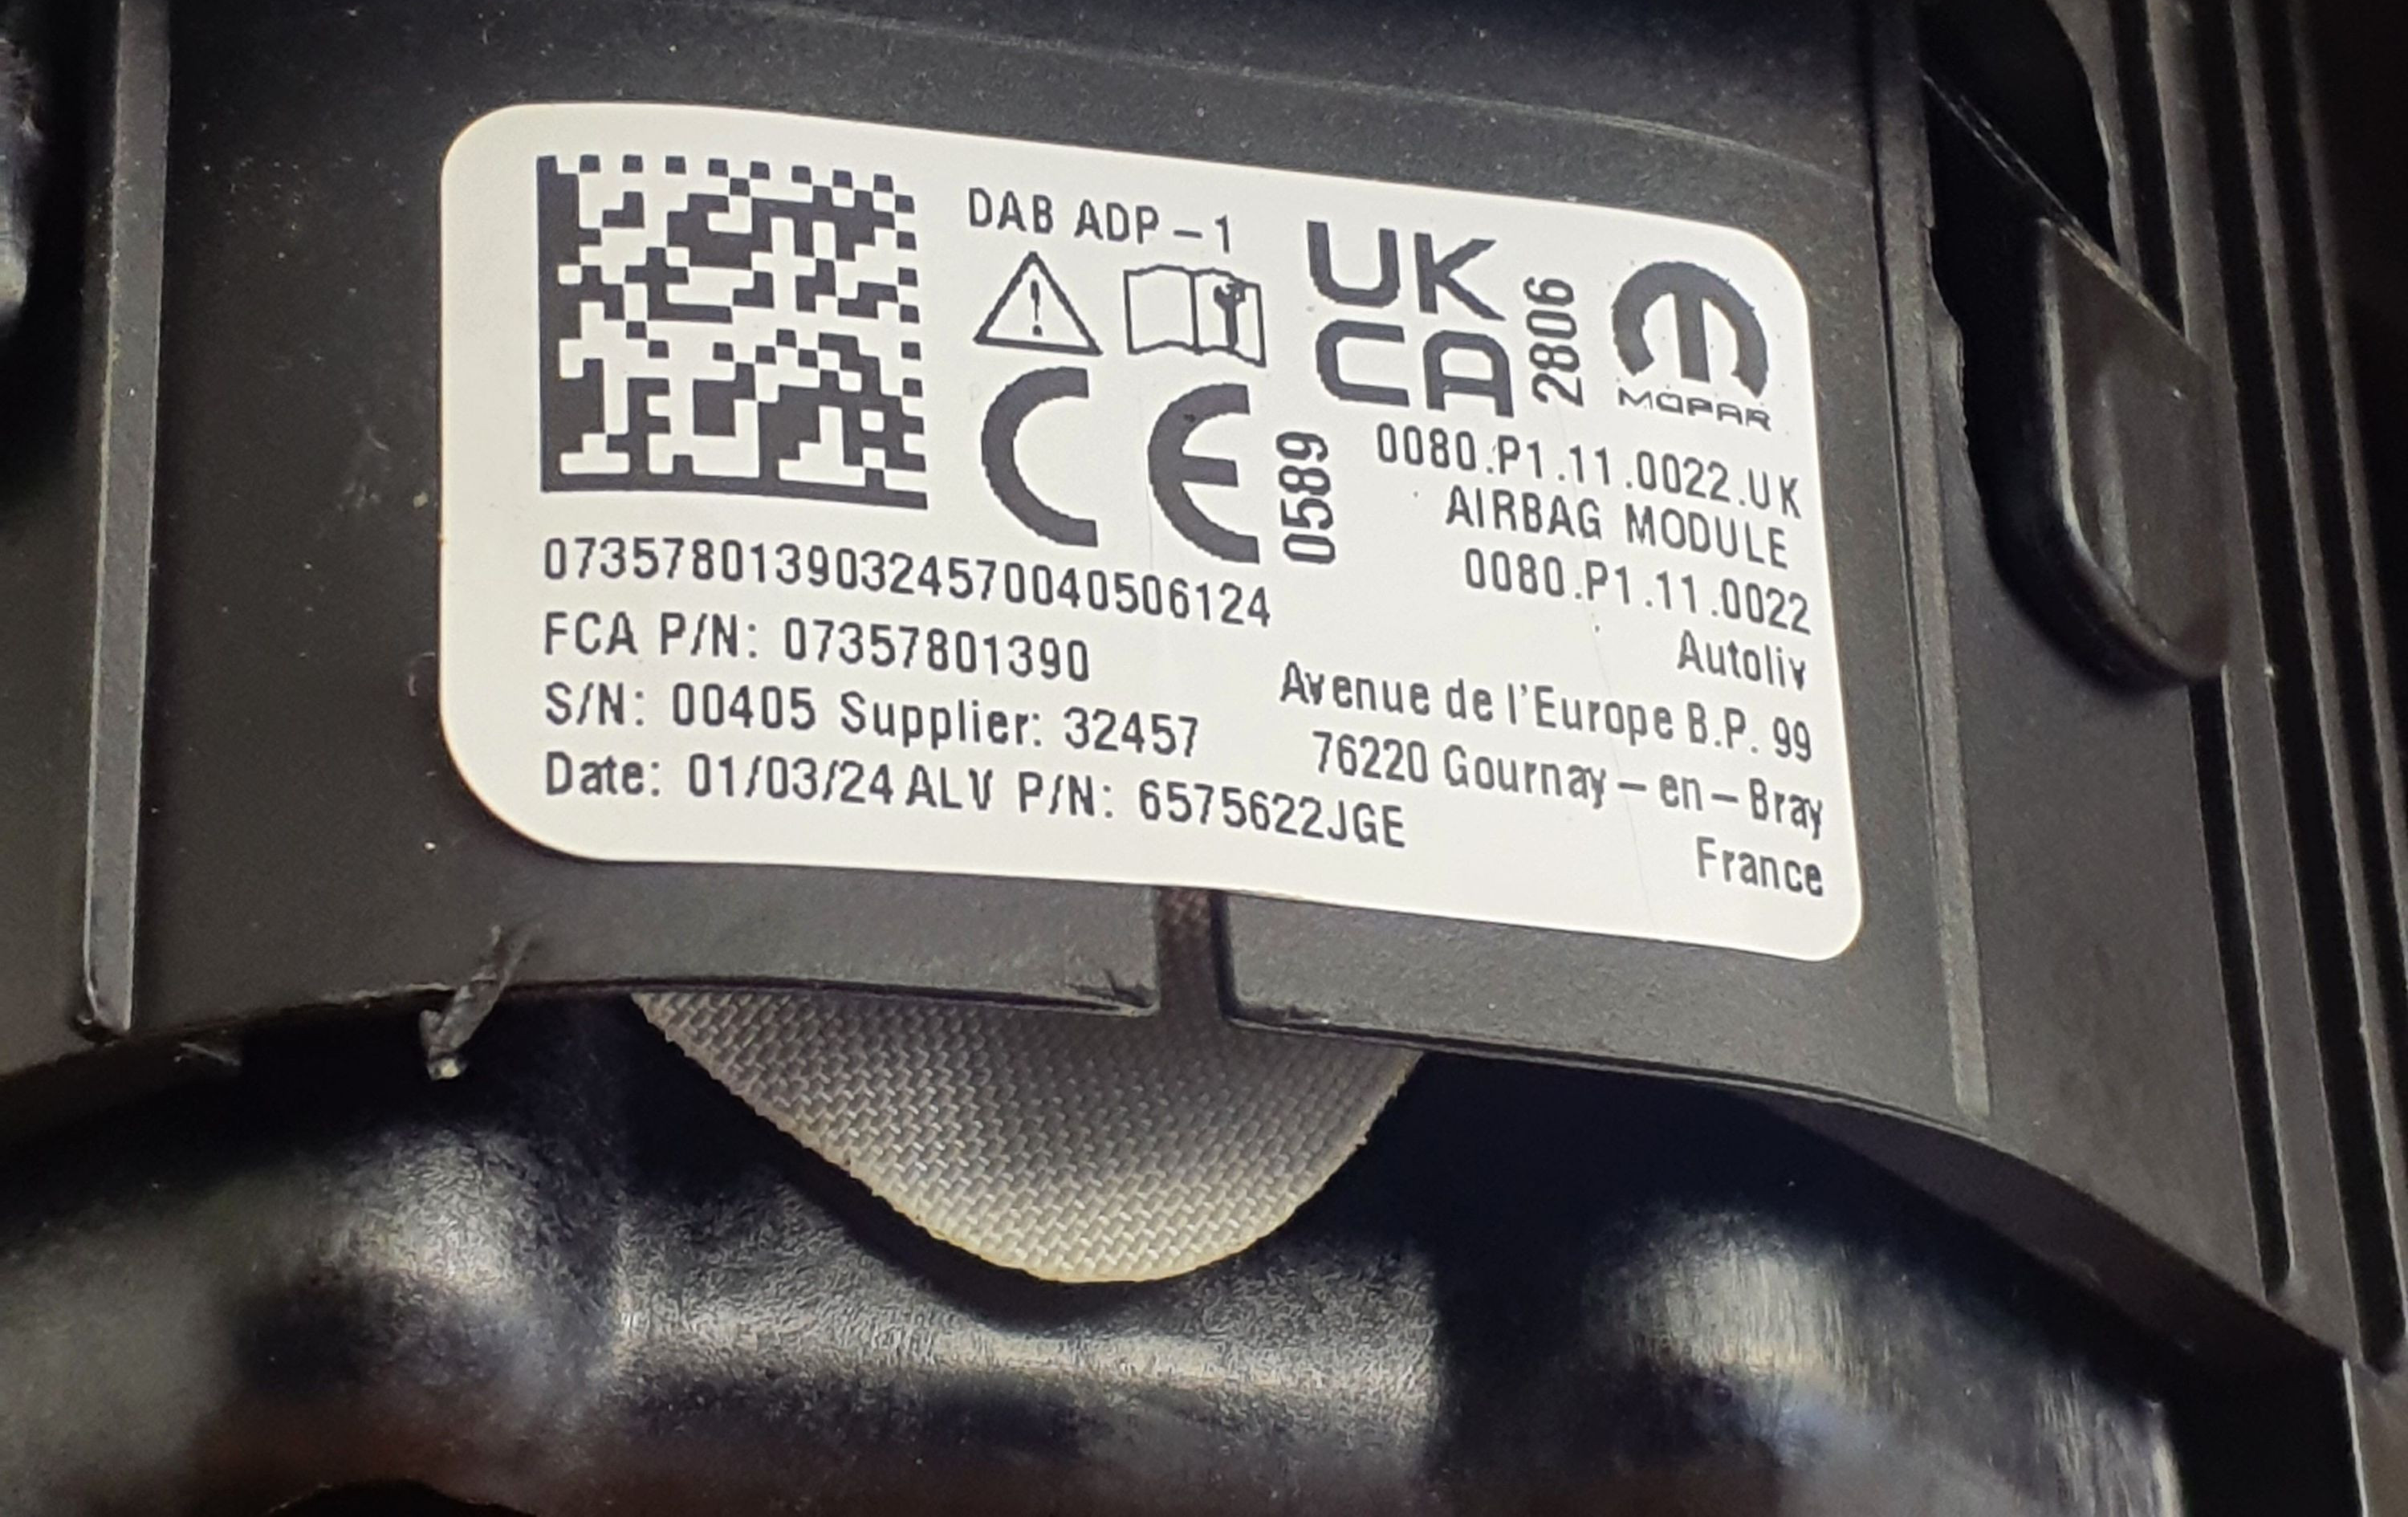 DAB ADP-1
UK
CA
2806
MOPAR
CE
0589
0080.P1.11.0022.UK
AIRBAG MODULE
0080.P1.11.0022
Autoliv
Avenue de l'Europe B.P. 99
76220 Gournay-en-Bray
France
07357801390324570040506124
FCA P/N: 07357801390
S/N: 00405 Supplier: 32457
Date: 01/03/24 ALV P/N: 6575622JGE